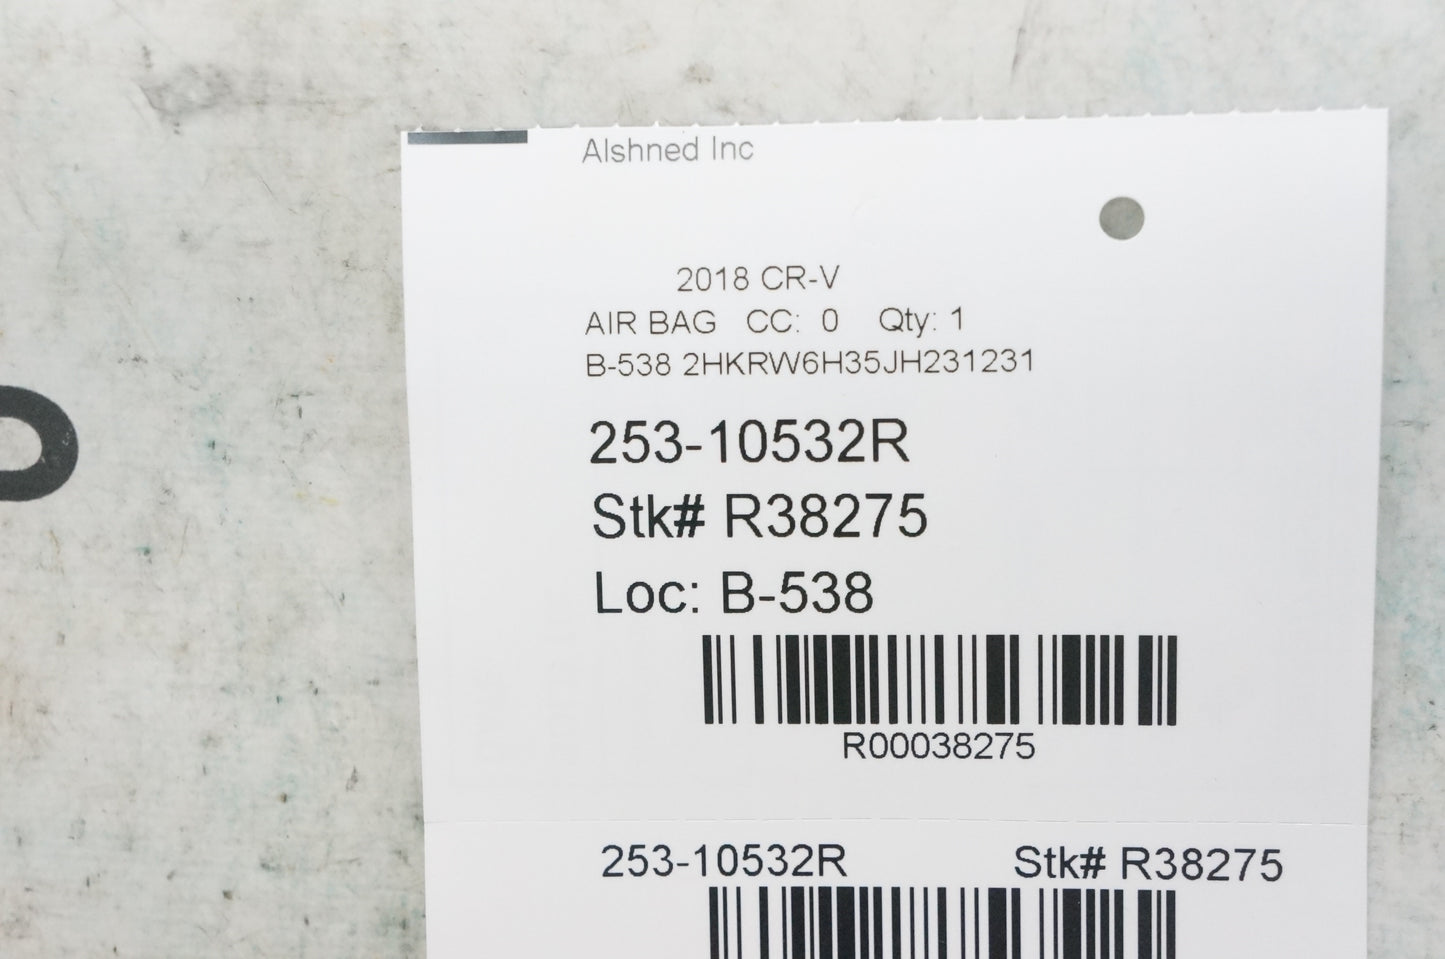 Alshned Inc
2018 CR-V
AIR BAG CC: 0 Qty: 1
B-538 2HKRW6H35JH231231
253-10532R
Stk# R38275
Loc: B-538
R00038275
253-10532R Stk# R38275